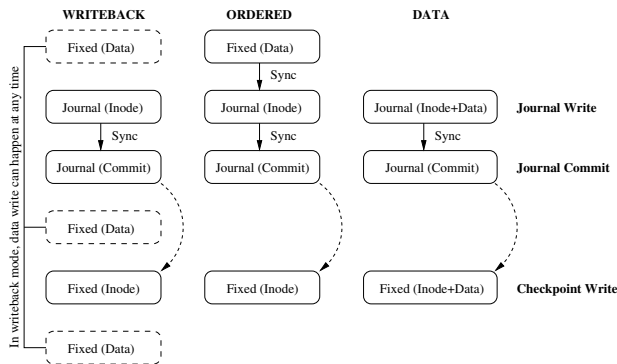 WRITEBACK ORDERED DATA
Fixed (Data) Fixed (Data)
Sync
Journal (Inode) Journal (Inode) Journal (Inode+Data) Journal Write
Sync Sync Sync
Journal (Commit) Journal (Commit) Journal (Commit) Journal Commit
Fixed (Data)
Fixed (Inode) Fixed (Inode) Fixed (Inode+Data) Checkpoint Write
Fixed (Data)
In writeback mode, data write can happen at any time